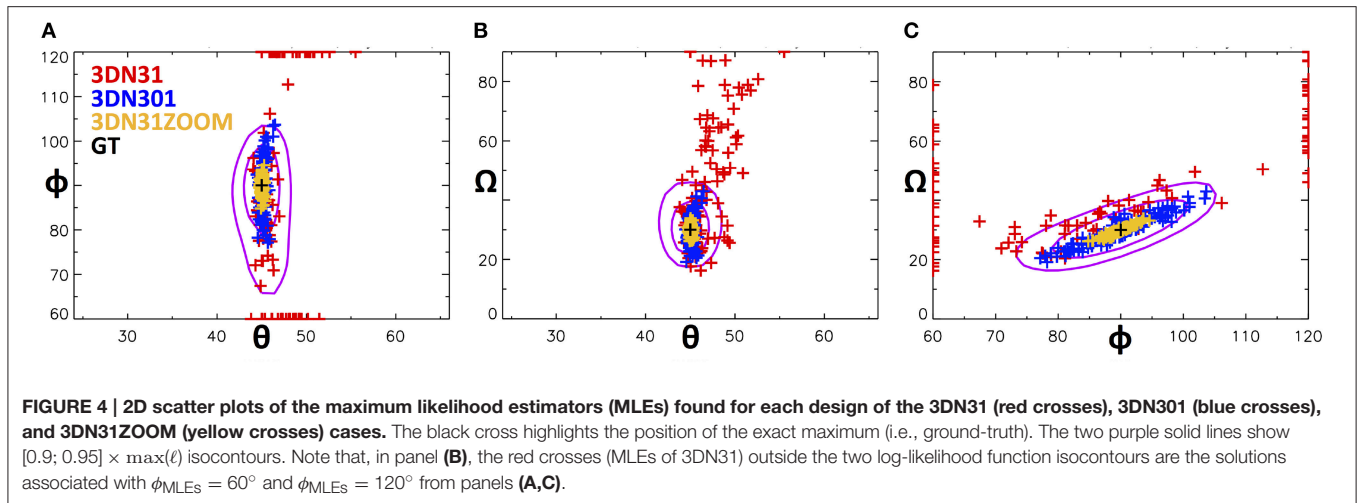 A
B
C
120
110
100
90
80
70
60
ϕ
3DN31
3DN301
3DN31ZOOM
GT
30
40
50
60
θ
80
60
40
20
0
Ω
30
40
50
60
θ
80
60
40
20
0
Ω
60
70
80
90
100
110
120
ϕ
FIGURE 4 | 2D scatter plots of the maximum likelihood estimators (MLEs) found for each design of the 3DN31 (red crosses), 3DN301 (blue crosses),
and 3DN31ZOOM (yellow crosses) cases. The black cross highlights the position of the exact maximum (i.e., ground-truth). The two purple solid lines show
[0.9; 0.95] × max(ℓ) isocontours. Note that, in panel (B), the red crosses (MLEs of 3DN31) outside the two log-likelihood function isocontours are the solutions
associated with ϕMLEs = 60° and ϕMLEs = 120° from panels (A,C).